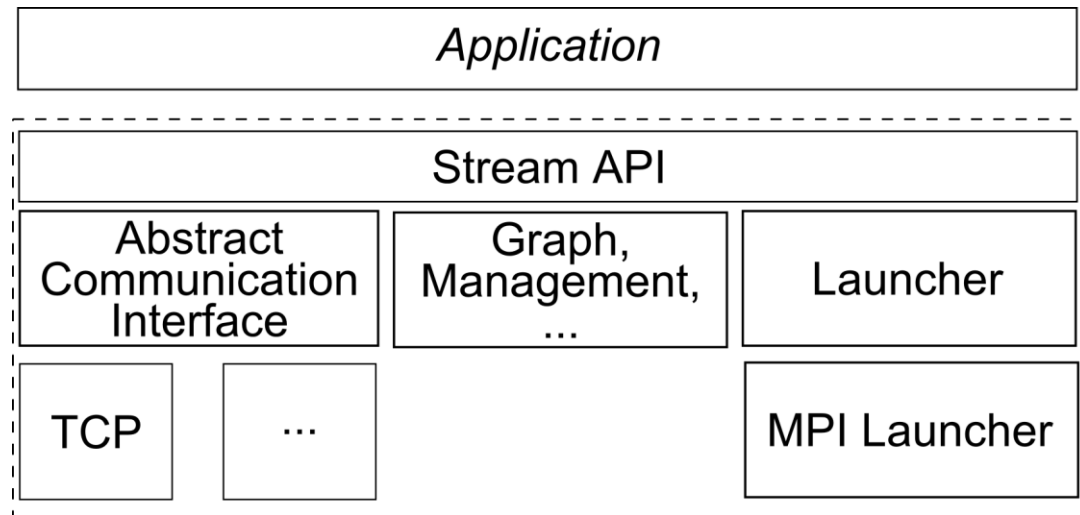 Application
Stream API
Abstract
Communication
Interface
Graph,
Management,
...
Launcher
TCP
...
MPI Launcher